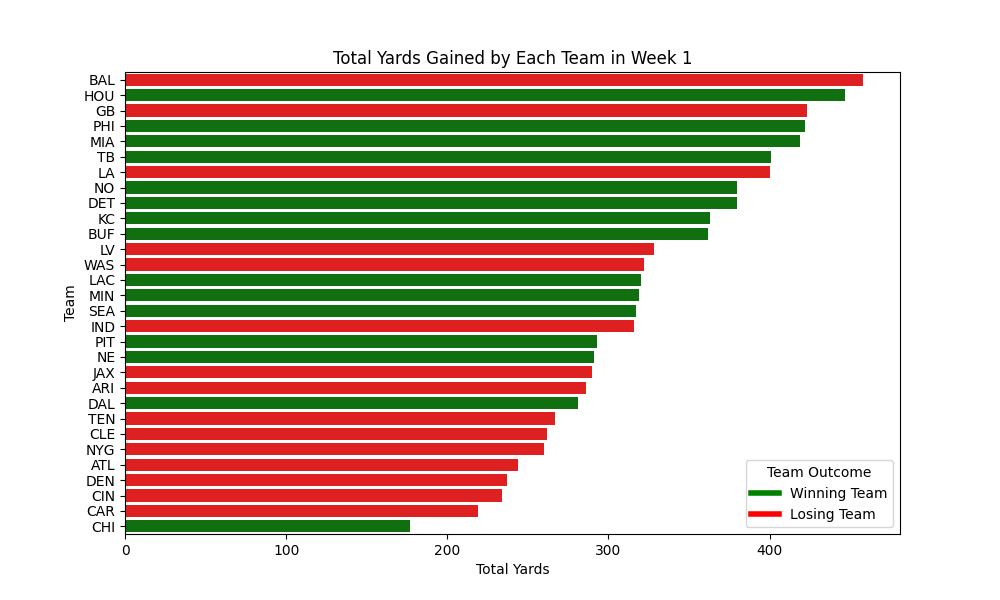 Total Yards Gained by Each Team in Week 1
BAL
HOU
GB
PHI
MIA
TB
LA
NO
DET
KC
BUF
LV
WAS
LAC
MIN
SEA
IND
PIT
NE
JAX
ARI
DAL
TEN
CLE
NYG
ATL
DEN
CIN
CAR
CHI
Team
Team Outcome
Winning Team
Losing Team
0 100 200 300 400
Total Yards